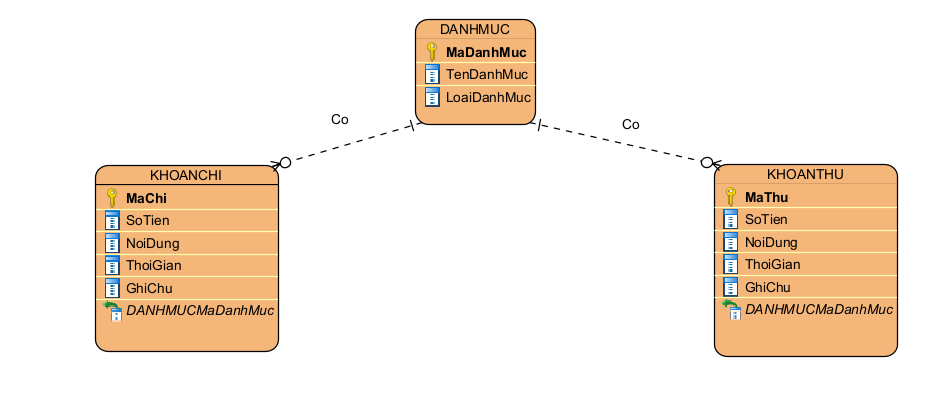 DANHMUC
MaDanhMuc
TenDanhMuc
LoaiDanhMuc
Co
Co
KHOANCHI
MaChi
SoTien
NoiDung
ThoiGian
GhiChu
DANHMUCMaDanhMuc
KHOANTHU
MaThu
SoTien
NoiDung
ThoiGian
GhiChu
DANHMUCMaDanhMuc